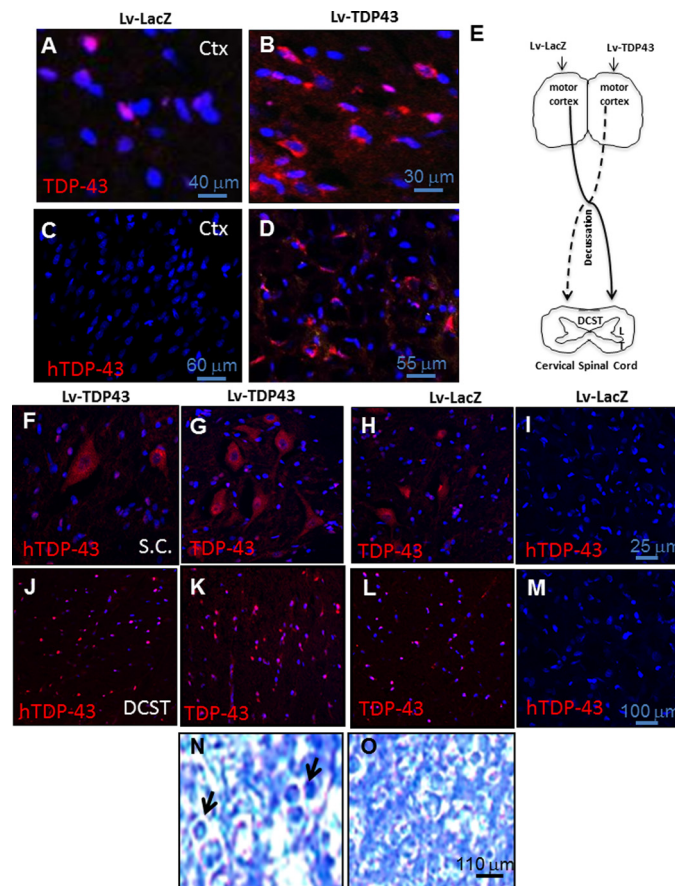 Lv-LacZ
Lv-TDP43
A
Ctx
TDP-43
40 µm
B
30 µm
C
Ctx
hTDP-43
60 µm
D
55 µm
E
Lv-LacZ
Lv-TDP43
motor
cortex
motor
cortex
Decussation
DCST
L
T
Cervical Spinal Cord
Lv-TDP43
Lv-TDP43
Lv-LacZ
Lv-LacZ
F
hTDP-43
S.C.
G
TDP-43
H
TDP-43
I
25 µm
hTDP-43
J
hTDP-43
DCST
K
TDP-43
L
TDP-43
M
hTDP-43
100 µm
N
O
110 µm